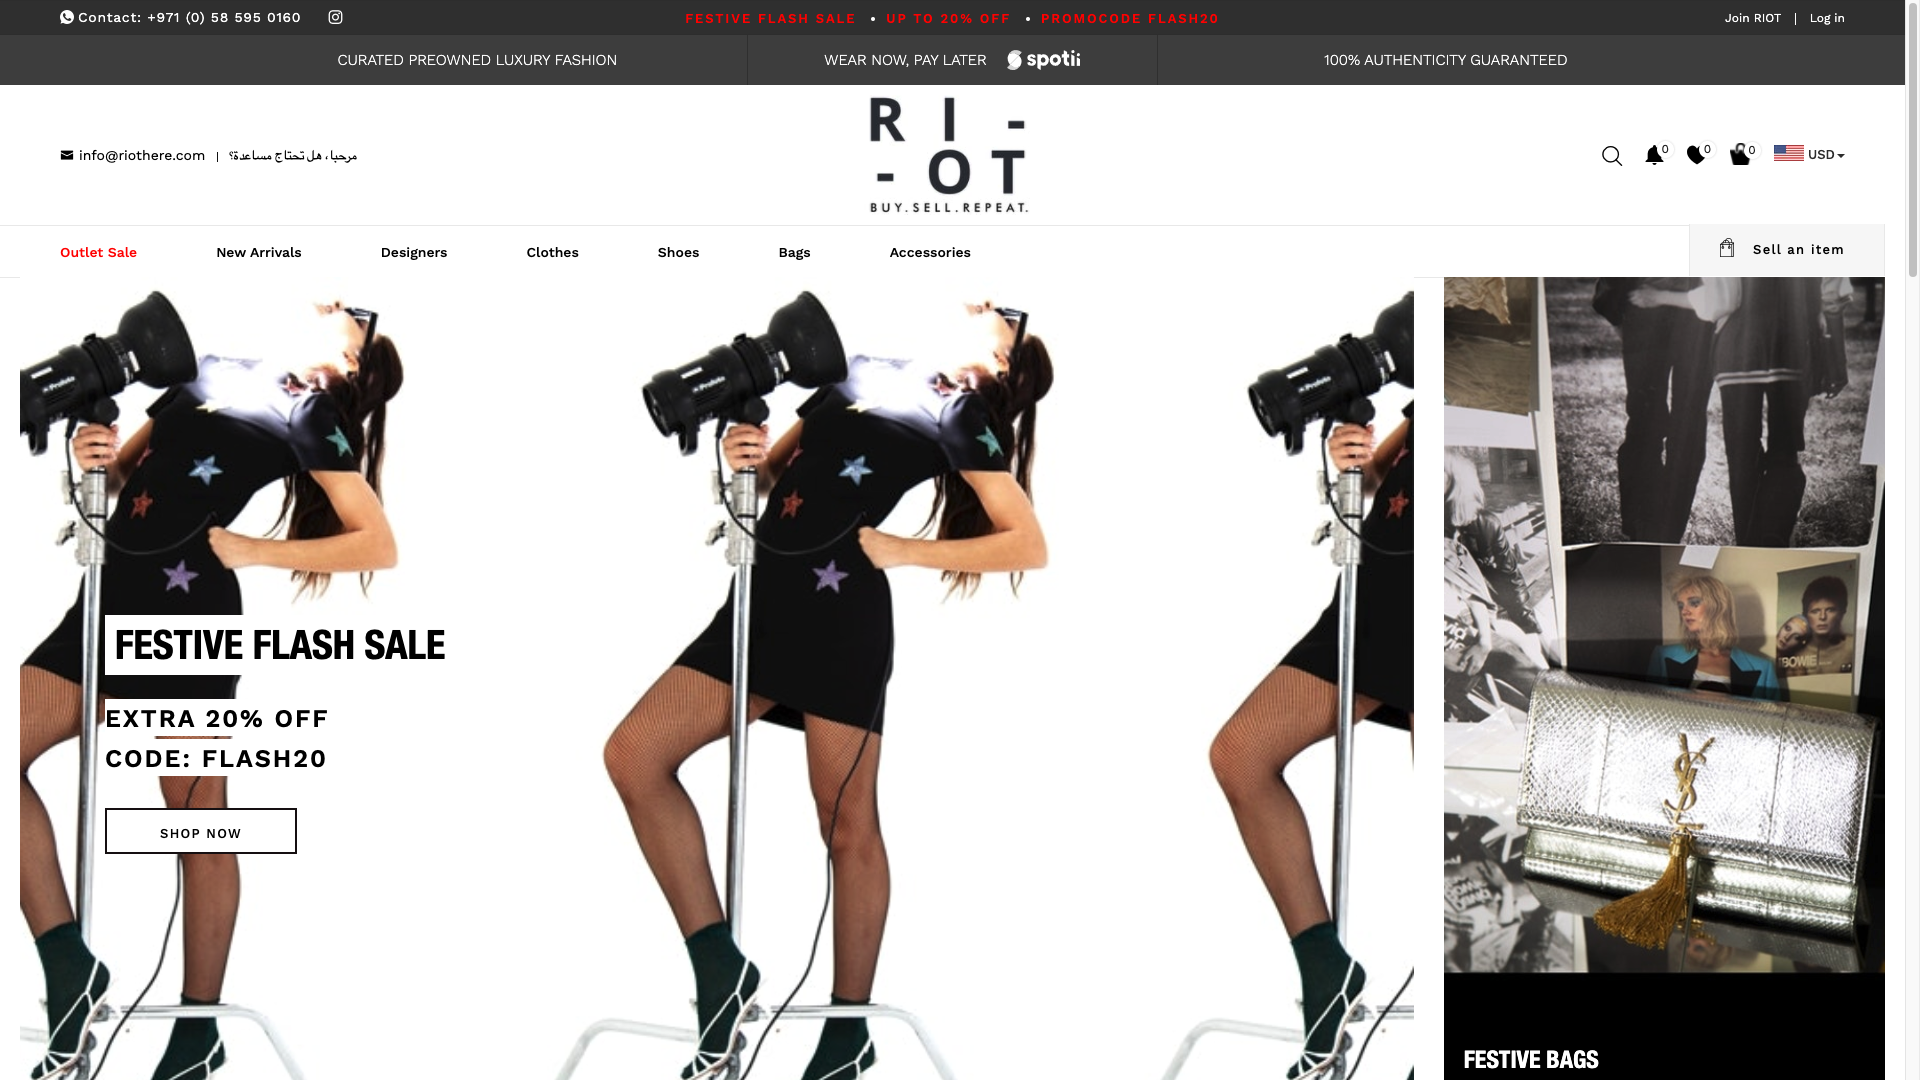 Contact: +971 (0) 58 595 0160
FESTIVE FLASH SALE • UP TO 20% OFF • PROMOCODE FLASH20
Join RIOT | Log in
CURATED PREOWNED LUXURY FASHION
WEAR NOW, PAY LATER spotii
100% AUTHENTICITY GUARANTEED
info@riothere.com | مرحبا، هل تحتاج مساعدة؟
R I -
- O T
BUY.SELL.REPEAT.
0 0 0 USD
Outlet Sale New Arrivals Designers Clothes Shoes Bags Accessories
Sell an item
Profoto
Profoto
FESTIVE FLASH SALE
EXTRA 20% OFF
CODE: FLASH20
SHOP NOW
BOWIE
YSL
FESTIVE BAGS